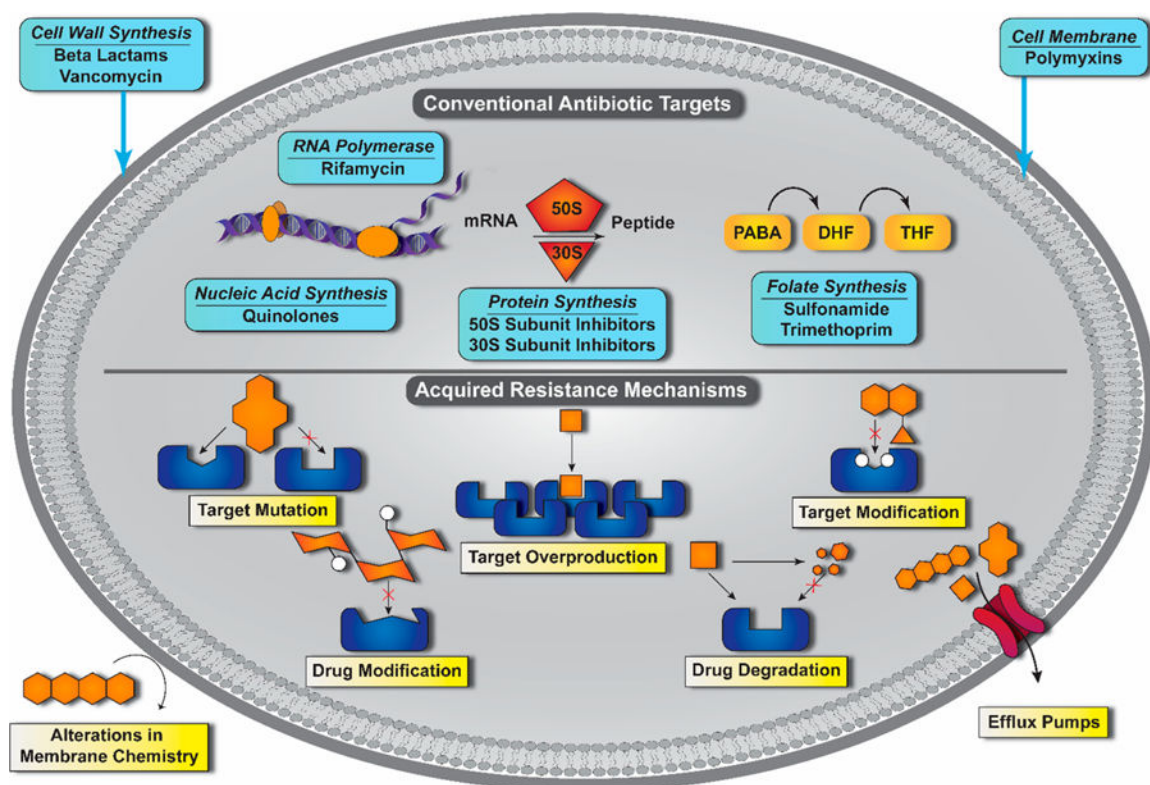 Cell Wall Synthesis
Beta Lactams
Vancomycin
Cell Membrane
Polymyxins
Conventional Antibiotic Targets
RNA Polymerase
Rifamycin
mRNA
50S
30S
Peptide
PABA
DHF
THF
Nucleic Acid Synthesis
Quinolones
Protein Synthesis
50S Subunit Inhibitors
30S Subunit Inhibitors
Folate Synthesis
Sulfonamide
Trimethoprim
Acquired Resistance Mechanisms
Target Mutation
Target Overproduction
Target Modification
Drug Modification
Drug Degradation
Efflux Pumps
Alterations in
Membrane Chemistry